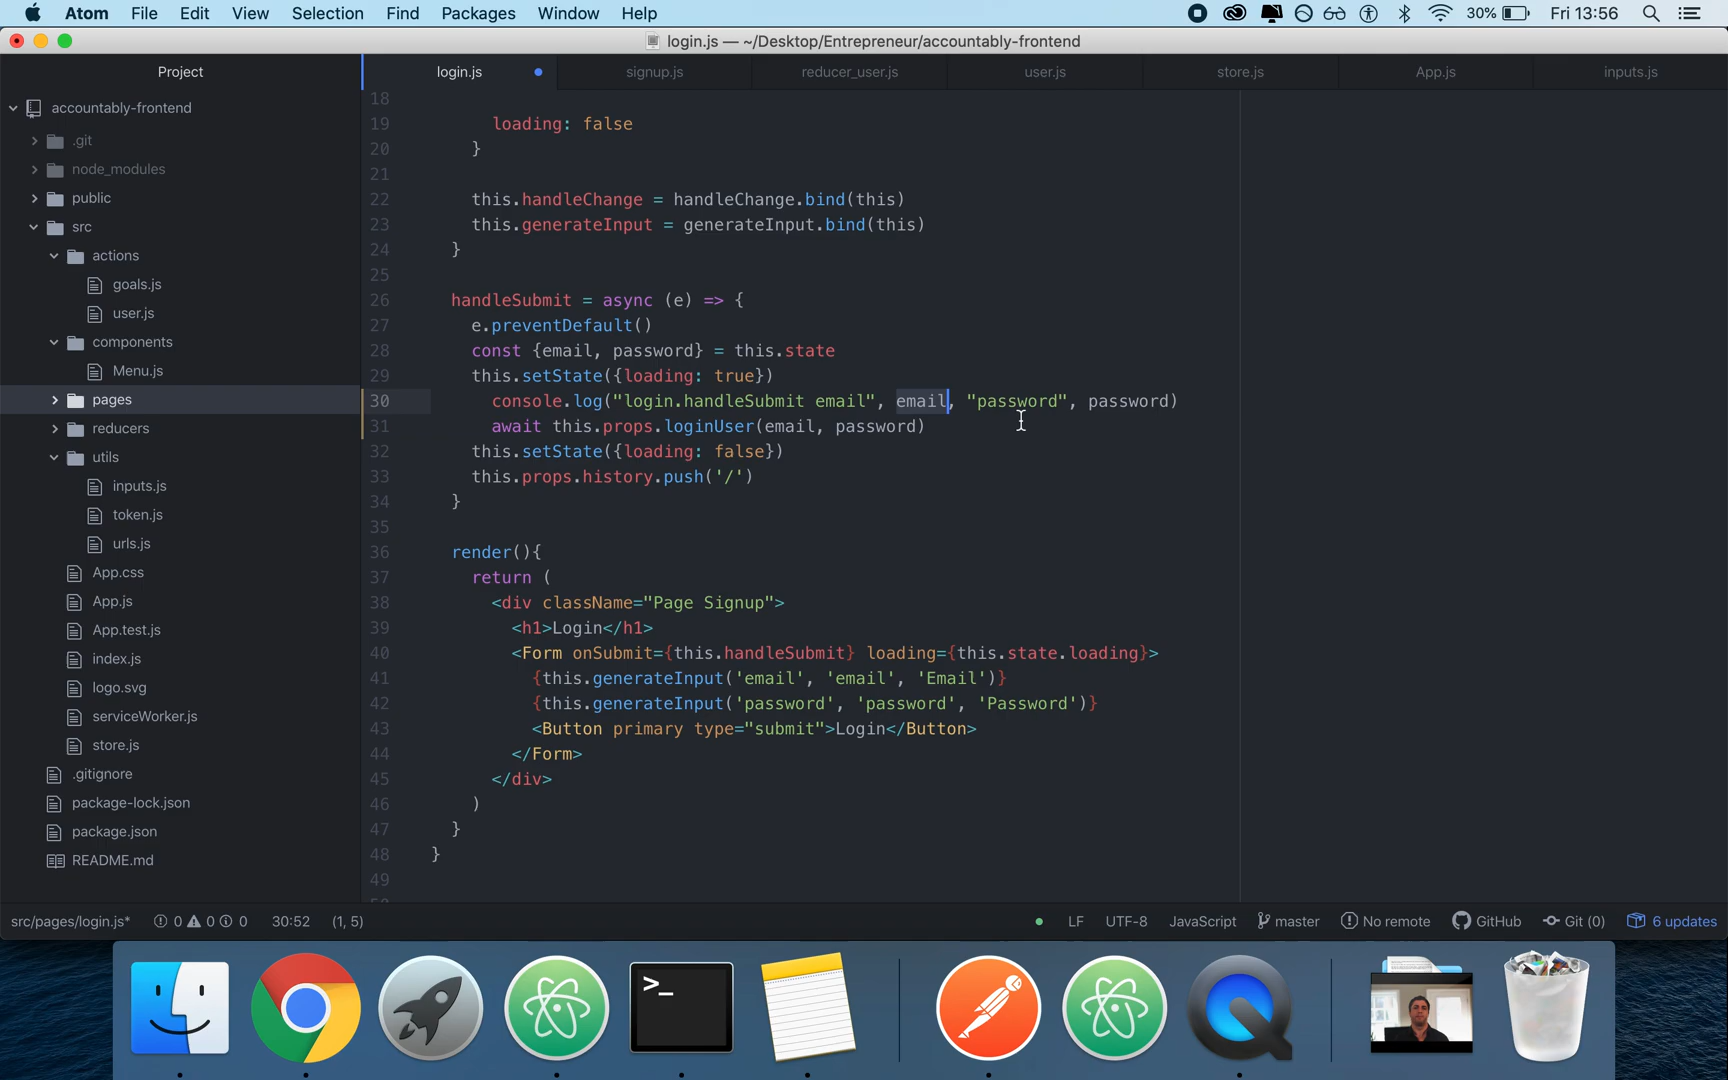 Atom File Edit View Selection Find Packages Window Help 30% Fri 13:56
login.js — ~/Desktop/Entrepreneur/accountably-frontend
Project
login.js signup.js reducer_user.js user.js store.js App.js inputs.js
accountably-frontend
.git
node_modules
public
src
actions
goals.js
user.js
components
Menu.js
pages
reducers
utils
inputs.js
token.js
urls.js
App.css
App.js
App.test.js
index.js
logo.svg
serviceWorker.js
store.js
.gitignore
package-lock.json
package.json
README.md
18
19 loading: false
20 }
21
22 this.handleChange = handleChange.bind(this)
23 this.generateInput = generateInput.bind(this)
24 }
25
26 handleSubmit = async (e) => {
27 e.preventDefault()
28 const {email, password} = this.state
29 this.setState({loading: true})
30 console.log("login.handleSubmit email", email, "password", password)
31 await this.props.loginUser(email, password)
32 this.setState({loading: false})
33 this.props.history.push('/')
34 }
35
36 render(){
37 return (
38 <div className="Page Signup">
39 <h1>Login</h1>
40 <Form onSubmit={this.handleSubmit} loading={this.state.loading}>
41 {this.generateInput('email', 'email', 'Email')}
42 {this.generateInput('password', 'password', 'Password')}
43 <Button primary type="submit">Login</Button>
44 </Form>
45 </div>
46 )
47 }
48 }
49
src/pages/login.js* 0 0 0 30:52 (1, 5) LF UTF-8 JavaScript master No remote GitHub Git (0) 6 updates
>_